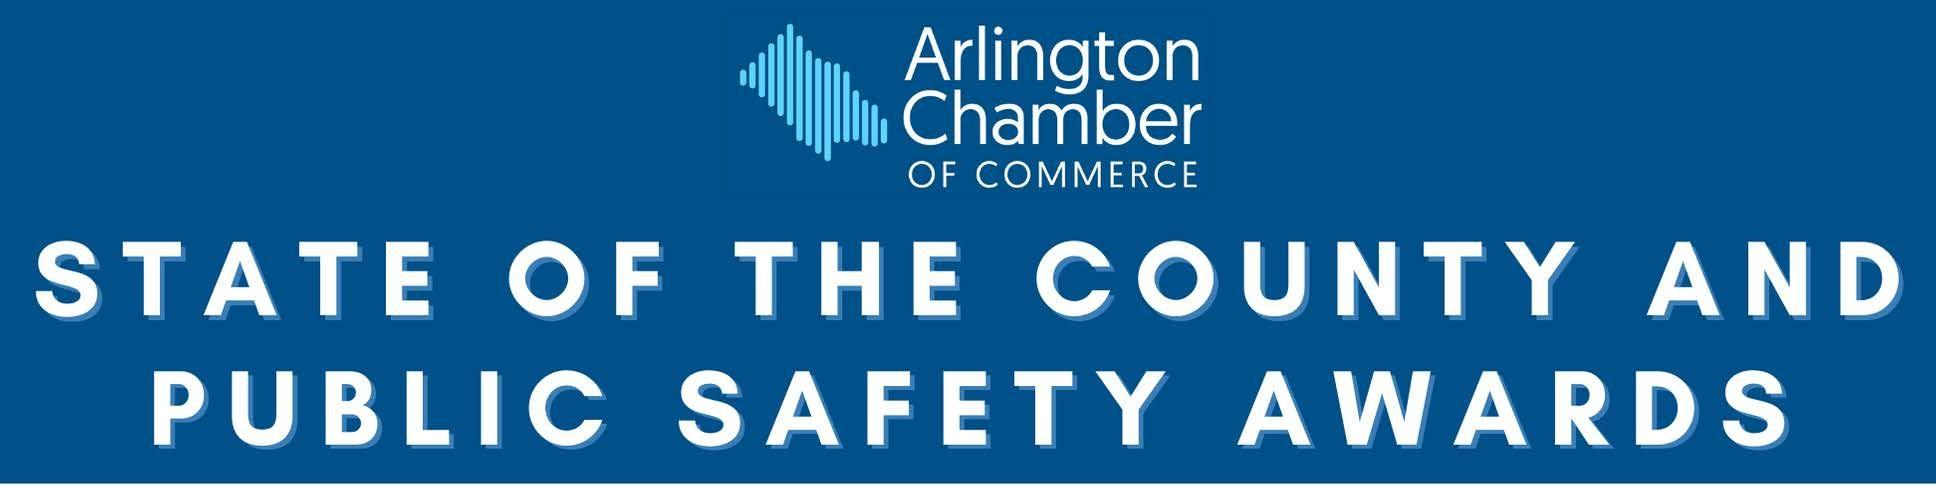 Arlington
Chamber
OF COMMERCE
STATE OF THE COUNTY AND
PUBLIC SAFETY AWARDS